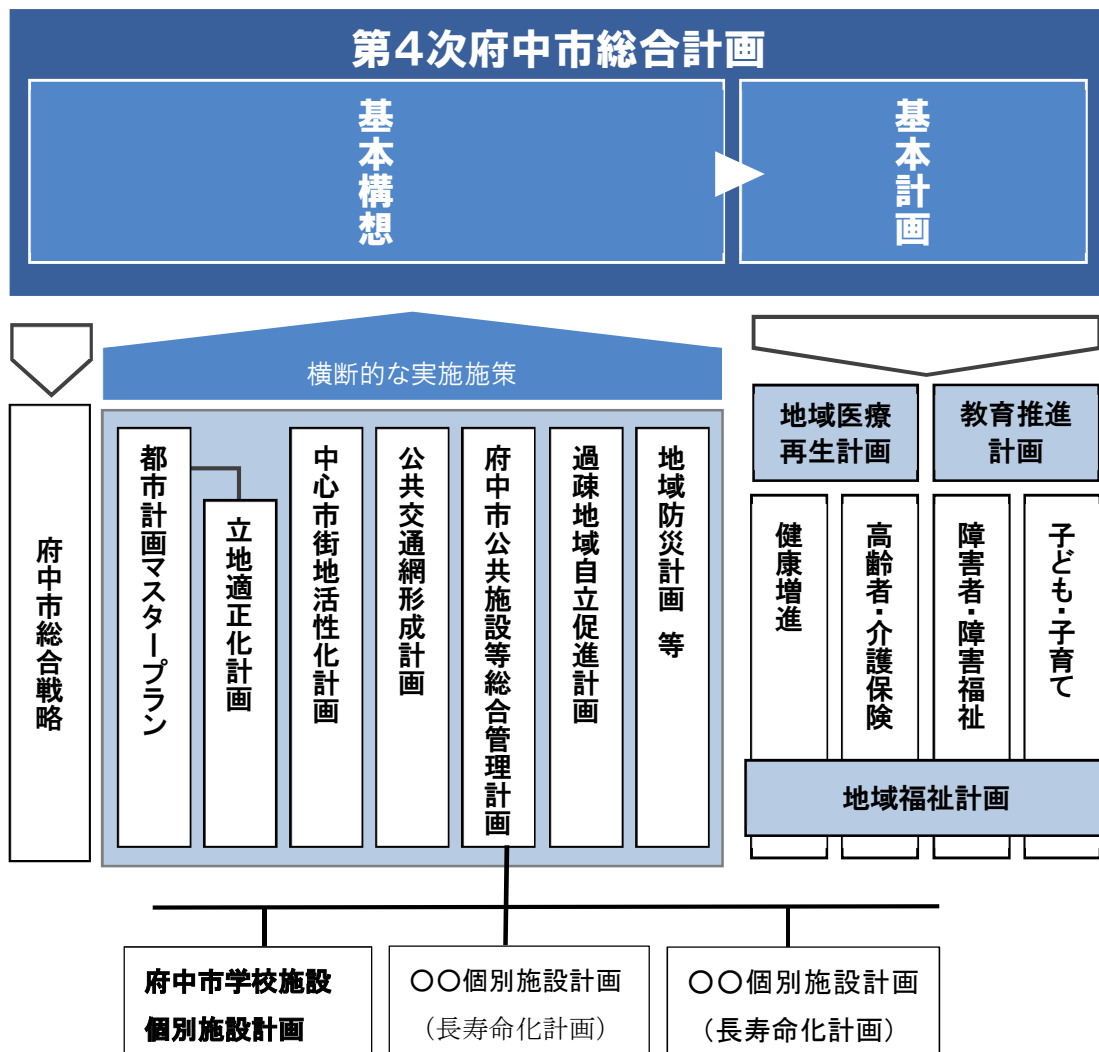 第4次府中市総合計画
基本構想
基本計画
横断的な実施施策
府中市総合戦略
都市計画マスタープラン
立地適正化計画
中心市街地活性化計画
公共交通網形成計画
府中市公共施設等総合管理計画
過疎地域自立促進計画
地域防災計画 等
地域医療
再生計画
教育推進
計画
健康増進
高齢者・介護保険
障害者・障害福祉
子ども・子育て
地域福祉計画
府中市学校施設
個別施設計画
〇〇個別施設計画
（長寿命化計画）
〇〇個別施設計画
（長寿命化計画）